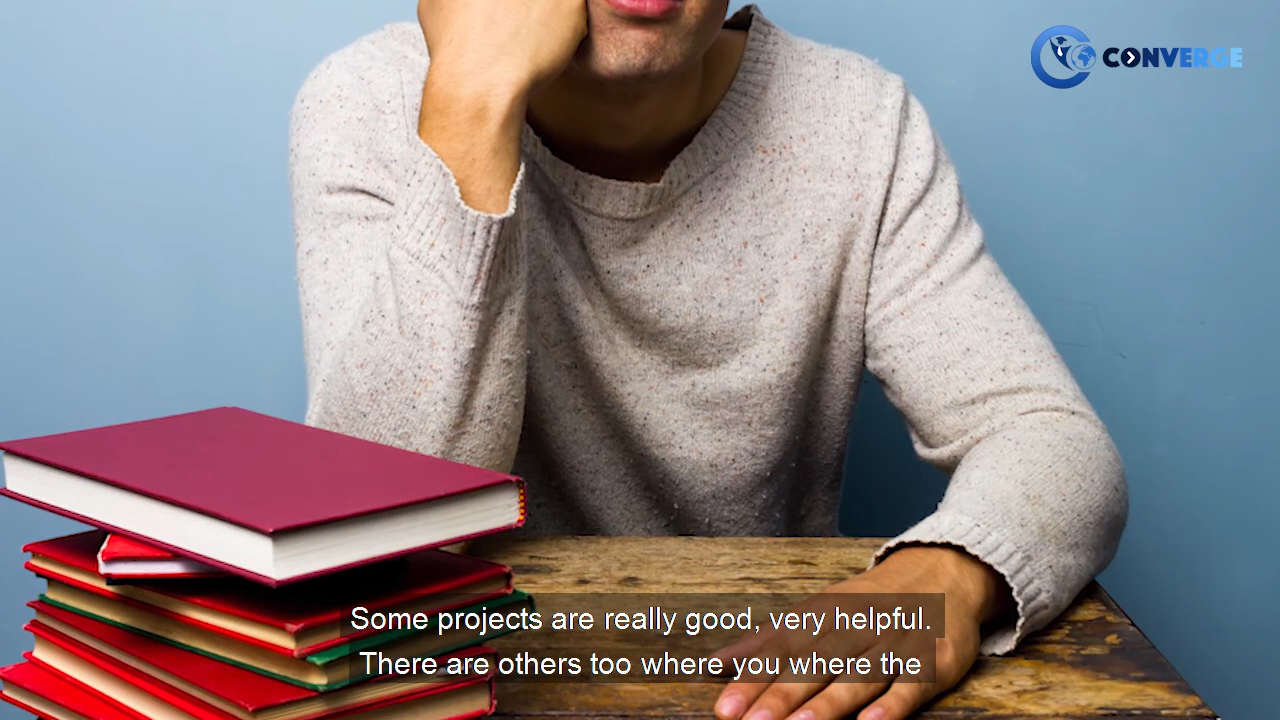 CONVERGE
Some projects are really good, very helpful.
There are others too where you where the